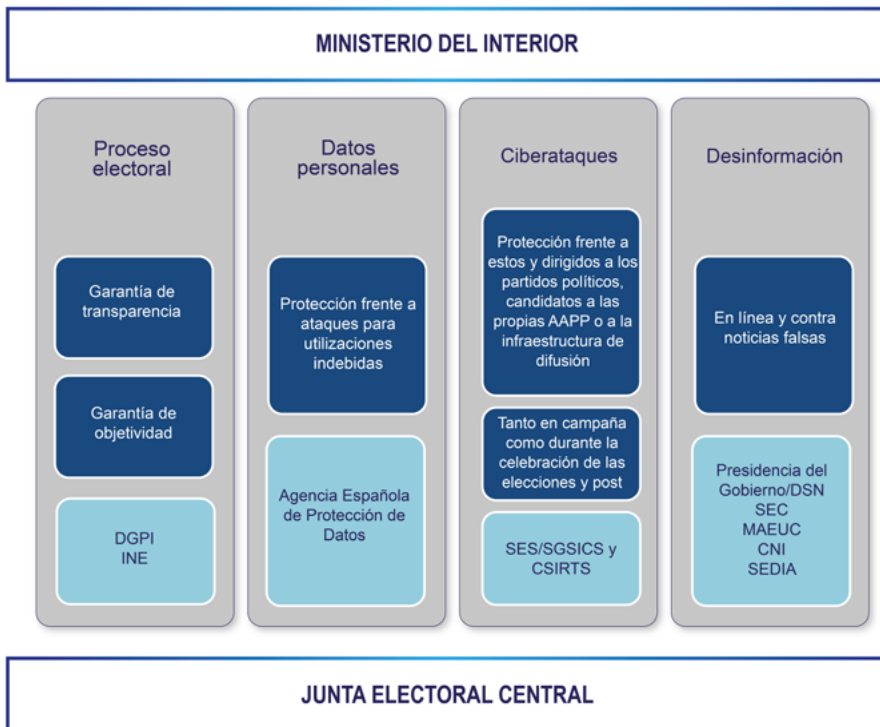 MINISTERIO DEL INTERIOR
Proceso
electoral
Garantía de
transparencia
Garantía de
objetividad
DGPI
INE
Datos
personales
Protección frente a
ataques para
utilizaciones
indebidas
Agencia Española
de Protección de
Datos
Ciberataques
Protección frente a
estos y dirigidos a los
partidos políticos,
candidatos a las
propias AAPP o a la
infraestructura de
difusión
Tanto en campaña
como durante la
celebración de las
elecciones y post
SES/SGSICS y
CSIRTS
Desinformación
En línea y contra
noticias falsas
Presidencia del
Gobierno/DSN
SEC
MAEUC
CNI
SEDIA
JUNTA ELECTORAL CENTRAL